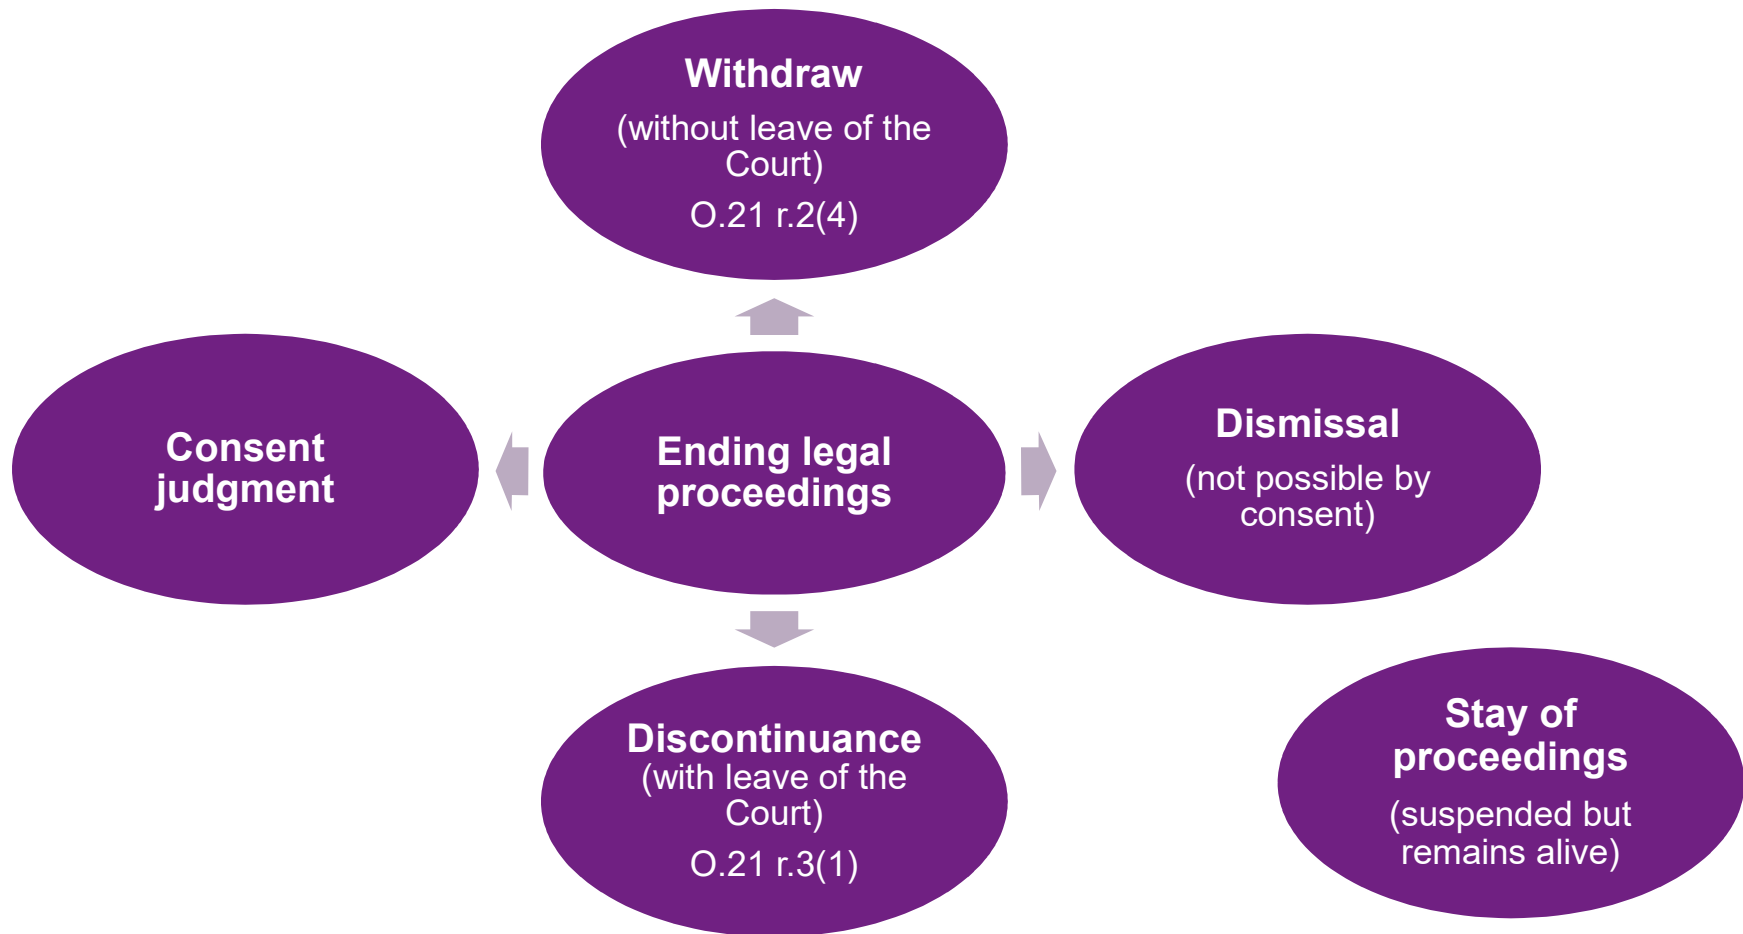 Withdraw
(without leave of the
Court)
O.21 r.2(4)
Consent
judgment
Ending legal
proceedings
Dismissal
(not possible by
consent)
Discontinuance
(with leave of the
Court)
O.21 r.3(1)
Stay of
proceedings
(suspended but
remains alive)